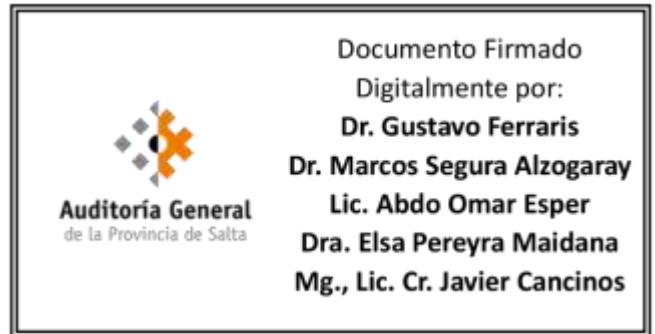 Auditoría General
de la Provincia de Salta
Documento Firmado
Digitalmente por:
Dr. Gustavo Ferraris
Dr. Marcos Segura Alzogaray
Lic. Abdo Omar Esper
Dra. Elsa Pereyra Maidana
Mg., Lic. Cr. Javier Cancinos